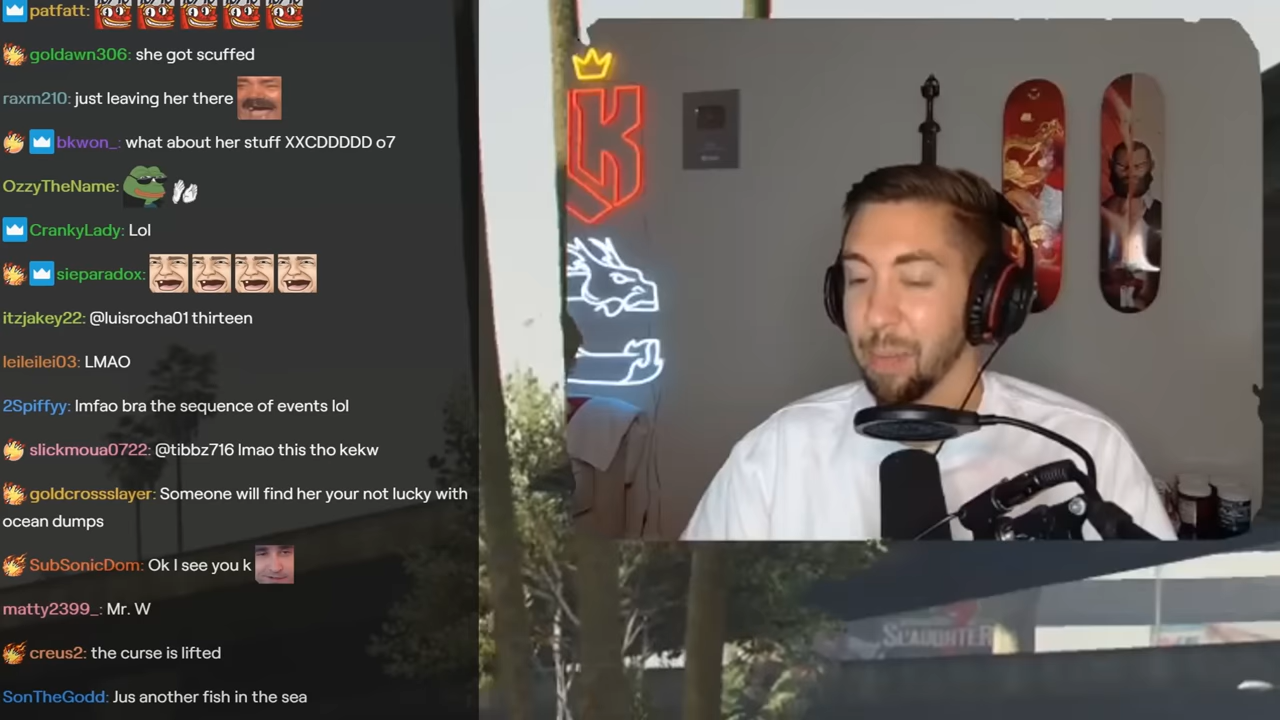 patfatt:
goldawn306: she got scuffed
raxm210: just leaving her there
bkwon_: what about her stuff XXCDDDDD o7
OzzyTheName:
CrankyLady: Lol
sieparadox:
itzjakey22: @luisrocha01 thirteen
leileilei03: LMAO
2Spiffyy: lmfao bra the sequence of events lol
slickmoua0722: @tibbz716 lmao this tho kekw
goldcrossslayer: Someone will find her your not lucky with
ocean dumps
SubSonicDom: Ok I see you k
matty2399_: Mr. W
creus2: the curse is lifted
SonTheGodd: Jus another fish in the sea
K
SLAUGHTER